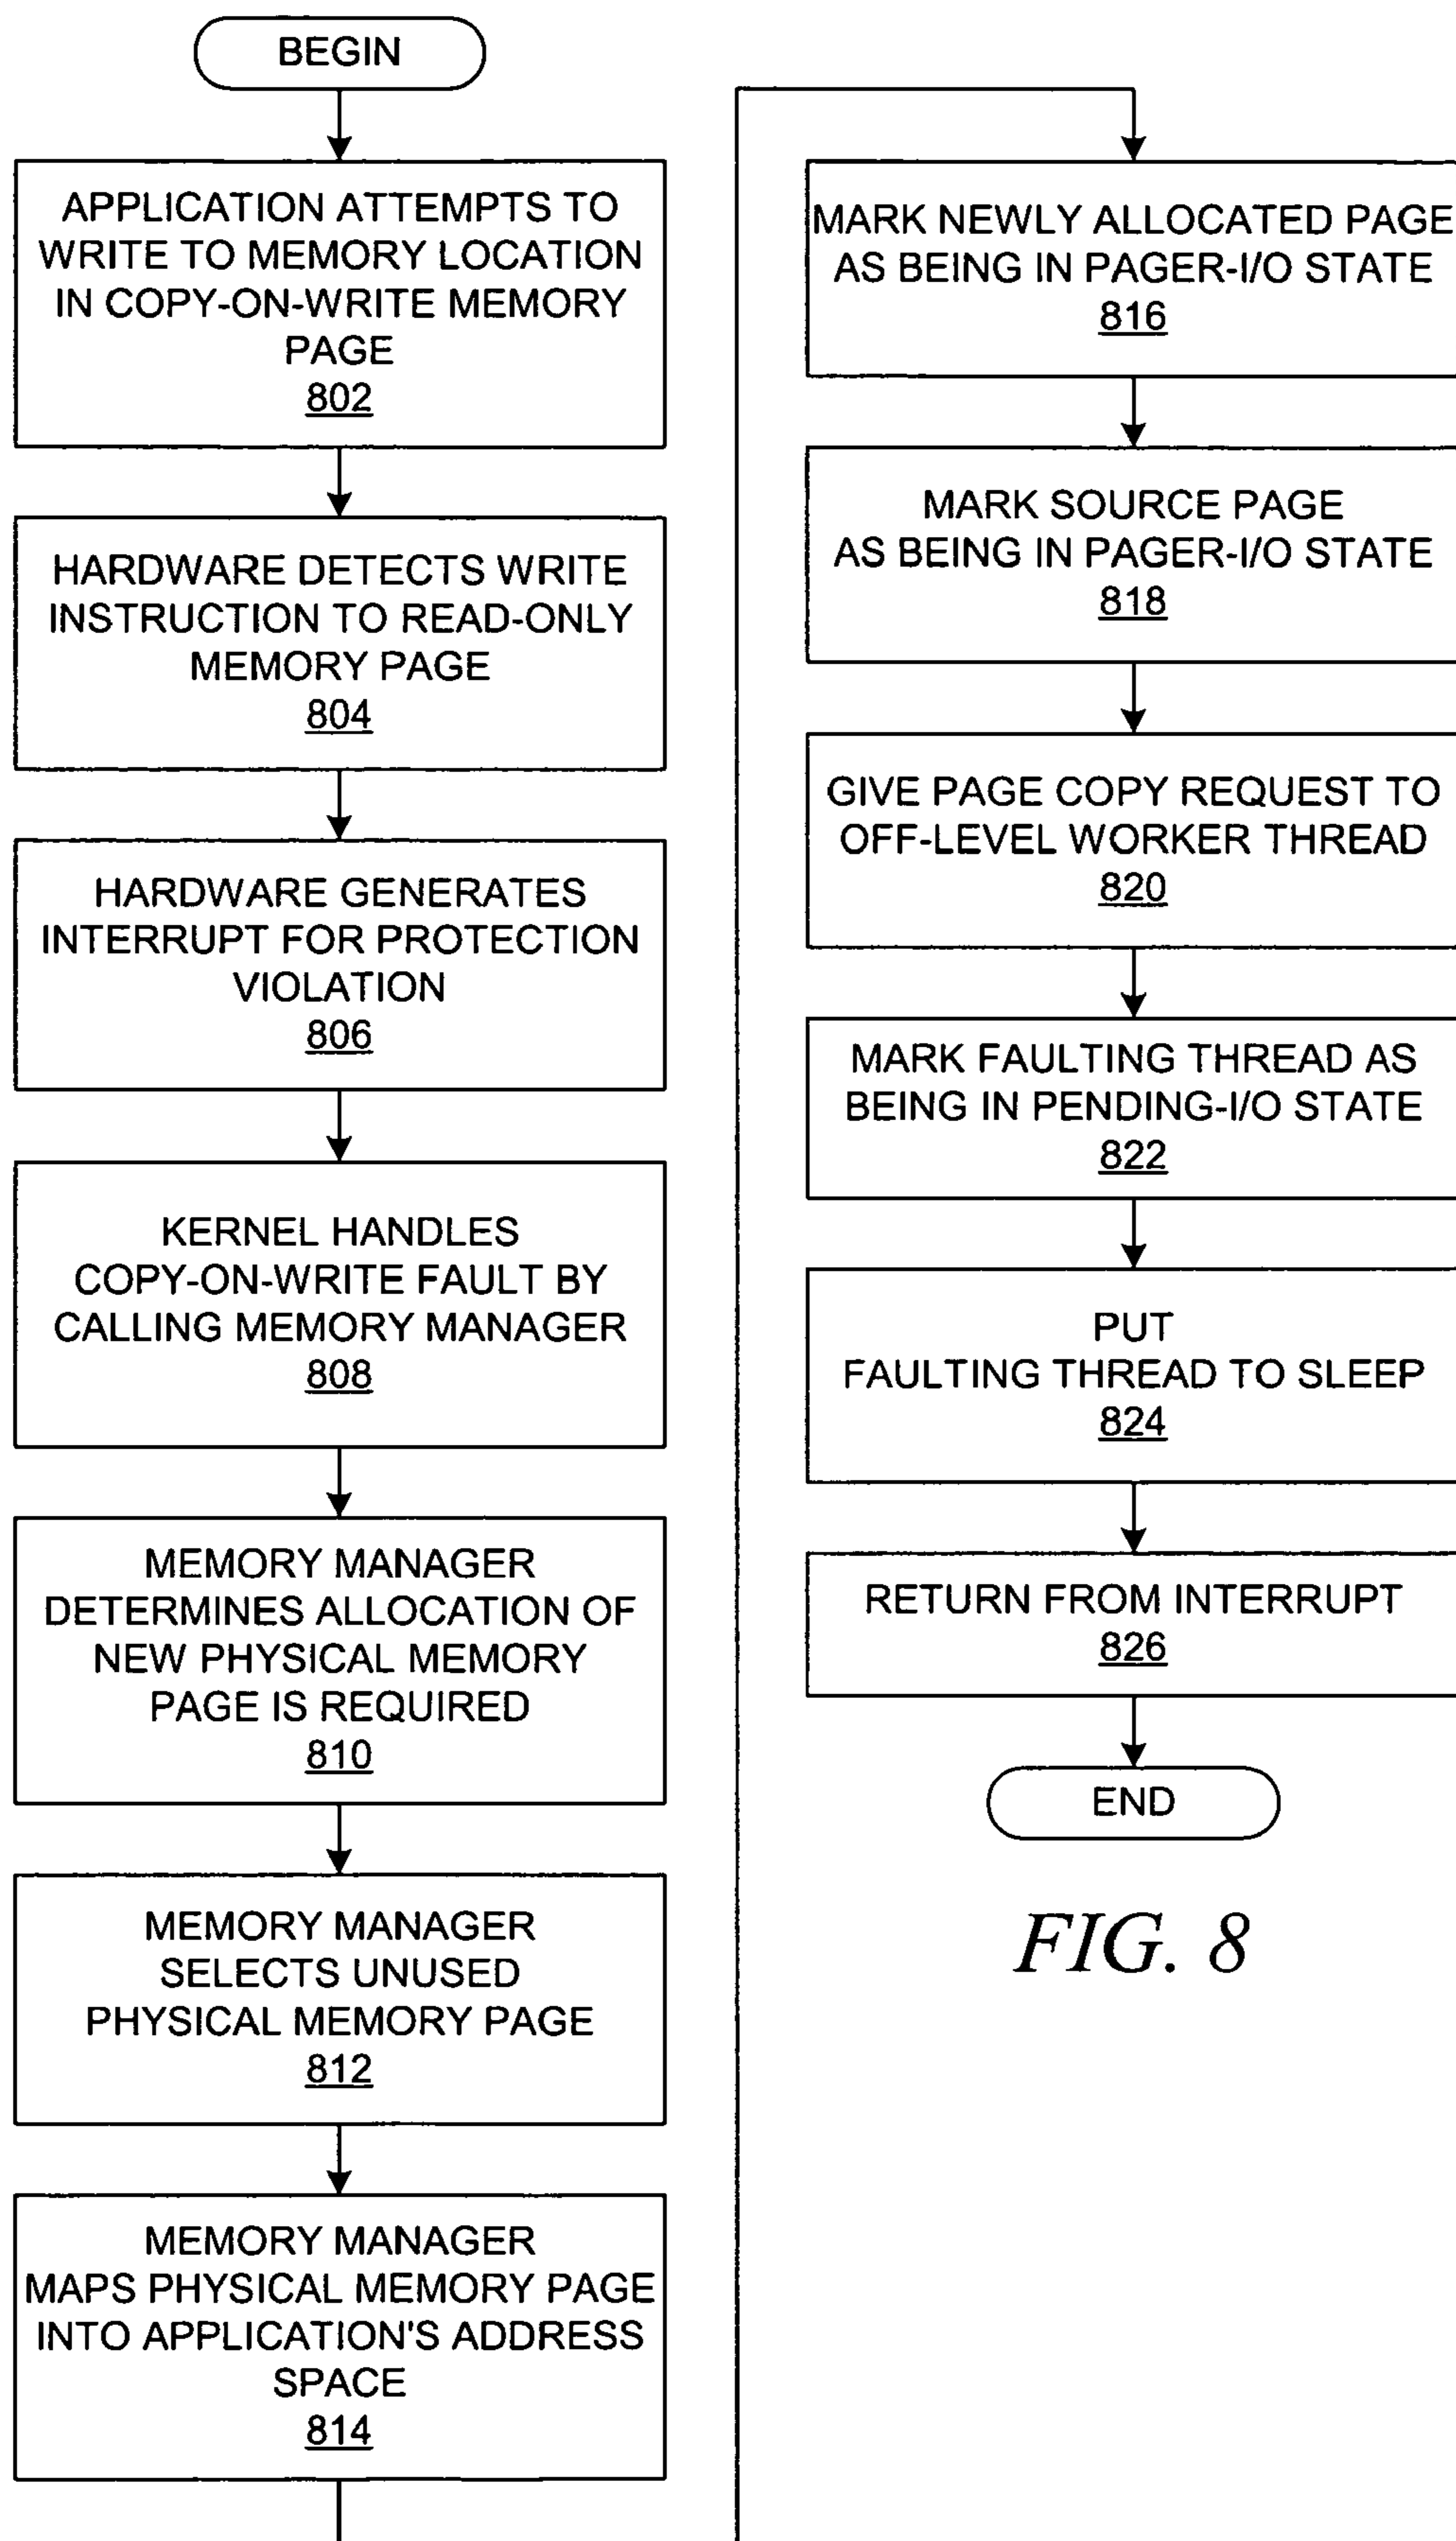 BEGIN
APPLICATION ATTEMPTS TO
WRITE TO MEMORY LOCATION
IN COPY-ON-WRITE MEMORY
PAGE
802
HARDWARE DETECTS WRITE
INSTRUCTION TO READ-ONLY
MEMORY PAGE
804
HARDWARE GENERATES
INTERRUPT FOR PROTECTION
VIOLATION
806
KERNEL HANDLES
COPY-ON-WRITE FAULT BY
CALLING MEMORY MANAGER
808
MEMORY MANAGER
DETERMINES ALLOCATION OF
NEW PHYSICAL MEMORY
PAGE IS REQUIRED
810
MEMORY MANAGER
SELECTS UNUSED
PHYSICAL MEMORY PAGE
812
MEMORY MANAGER
MAPS PHYSICAL MEMORY PAGE
INTO APPLICATION'S ADDRESS
SPACE
814
MARK NEWLY ALLOCATED PAGE
AS BEING IN PAGER-I/O STATE
816
MARK SOURCE PAGE
AS BEING IN PAGER-I/O STATE
818
GIVE PAGE COPY REQUEST TO
OFF-LEVEL WORKER THREAD
820
MARK FAULTING THREAD AS
BEING IN PENDING-I/O STATE
822
PUT
FAULTING THREAD TO SLEEP
824
RETURN FROM INTERRUPT
826
END
FIG. 8